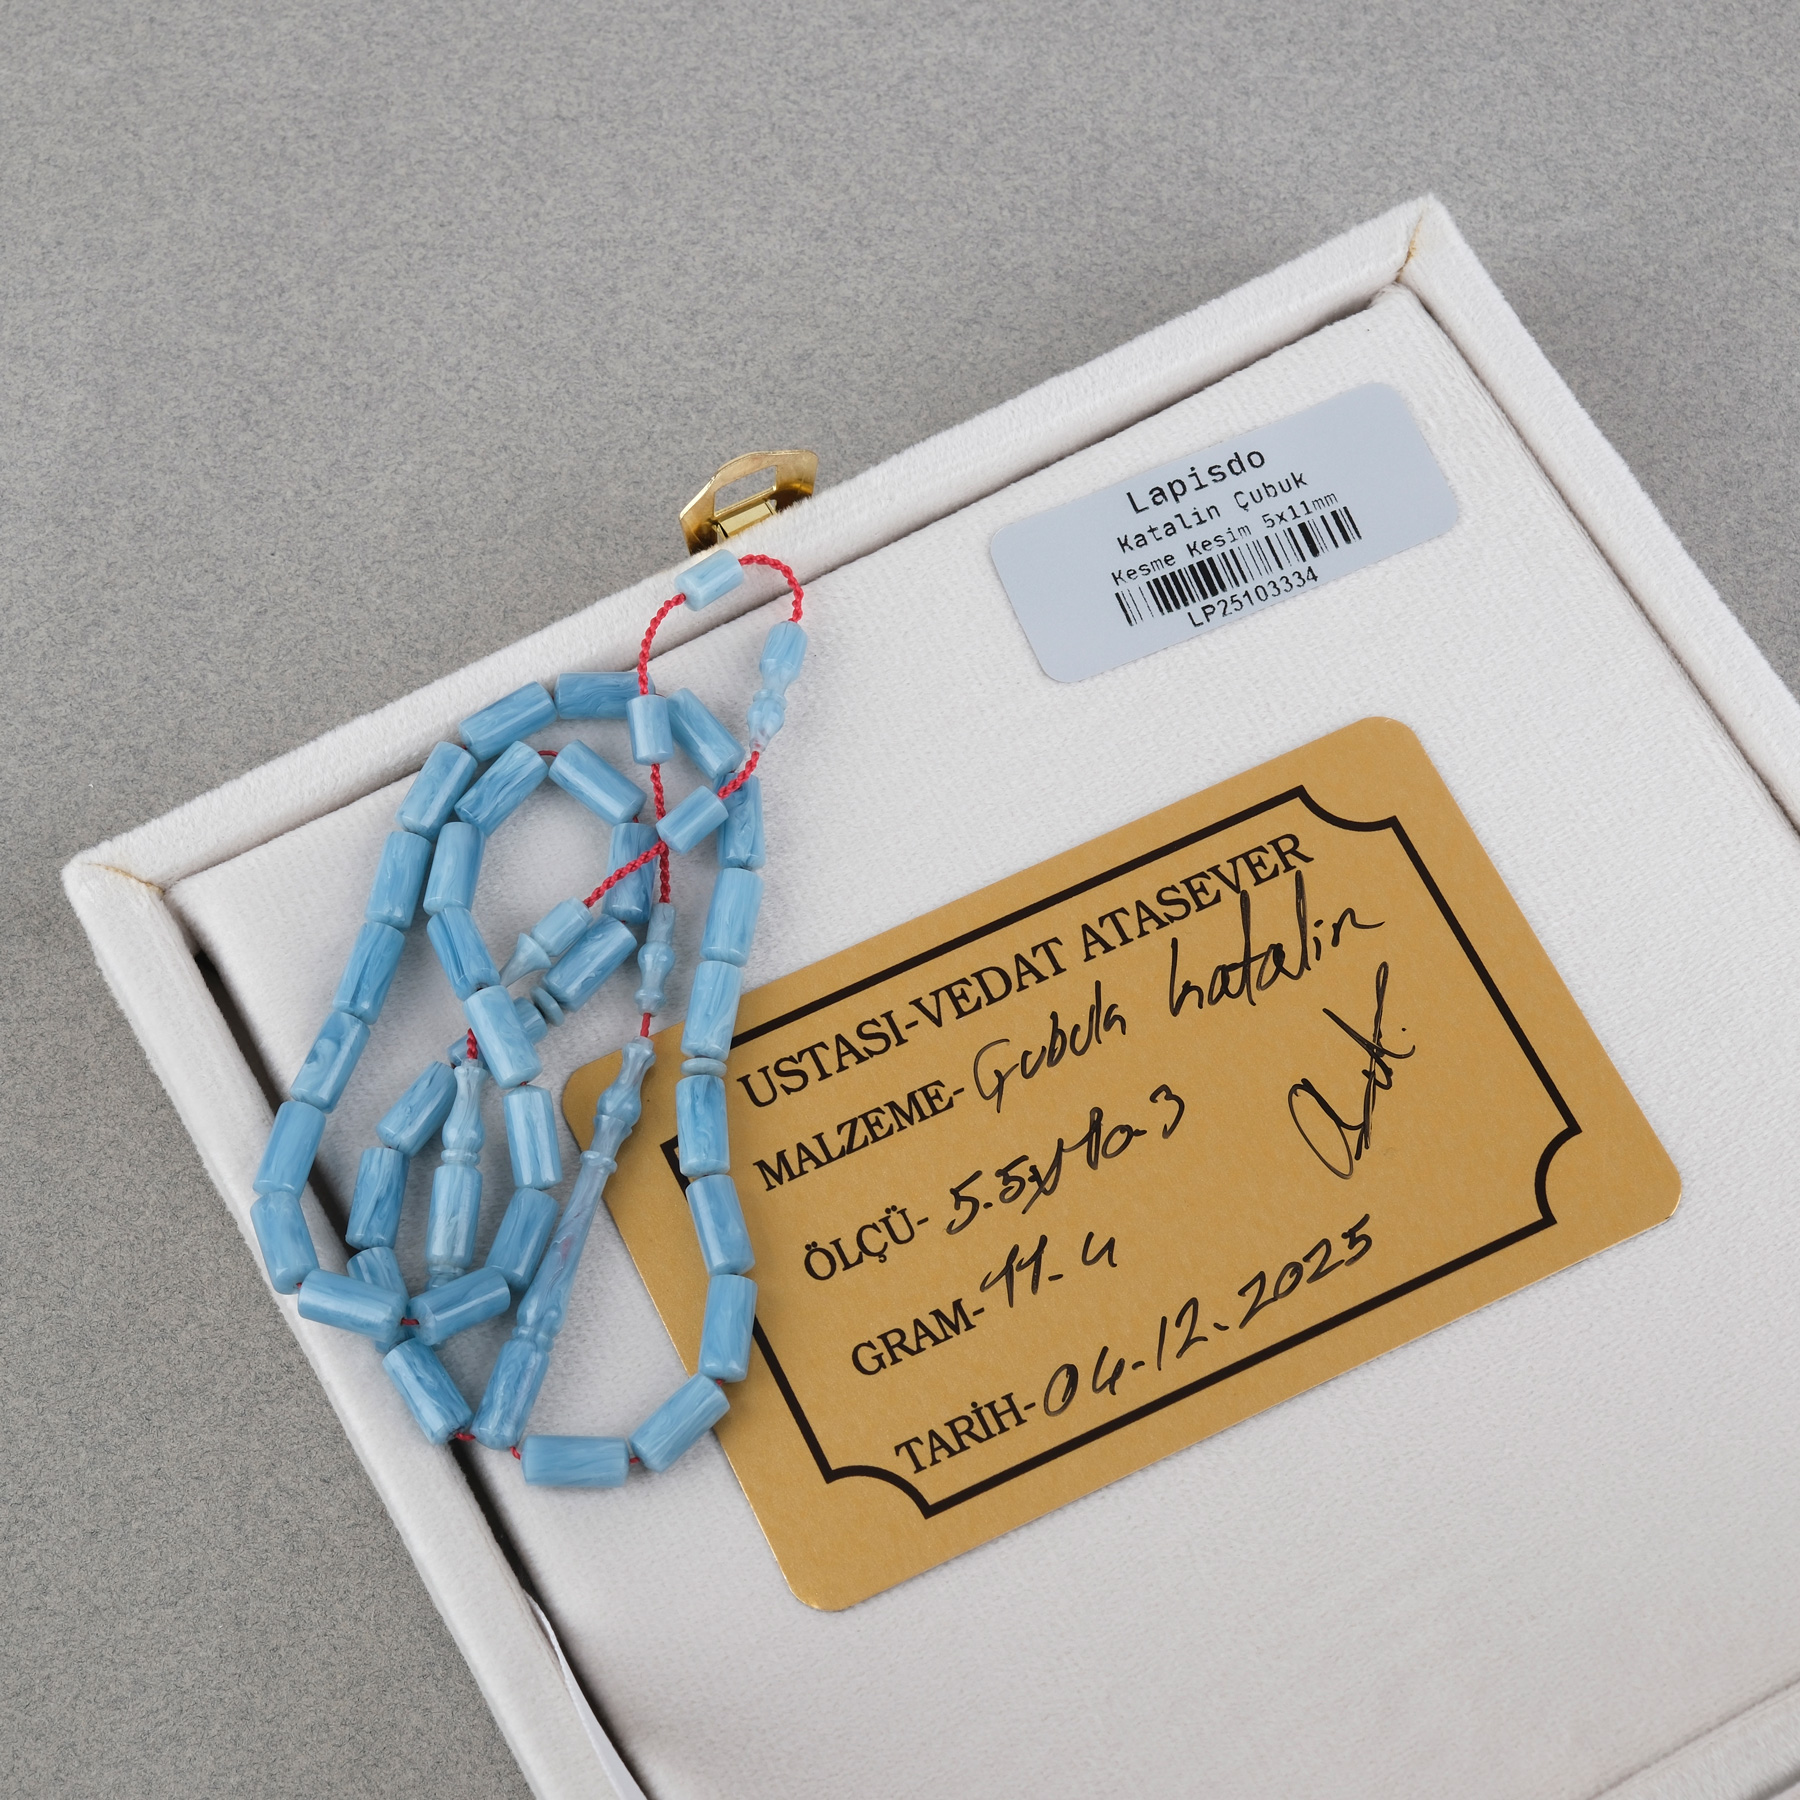 Lapisdo
Katalin Çubuk
Kesme Kesim 5x11mm
LP25103334
USTASI-VEDAT ATASEVER
MALZEME-Gubula katalin
ÖLÇÜ-5.5x10.3
GRAM-11.4
TARİH-04.12.2025